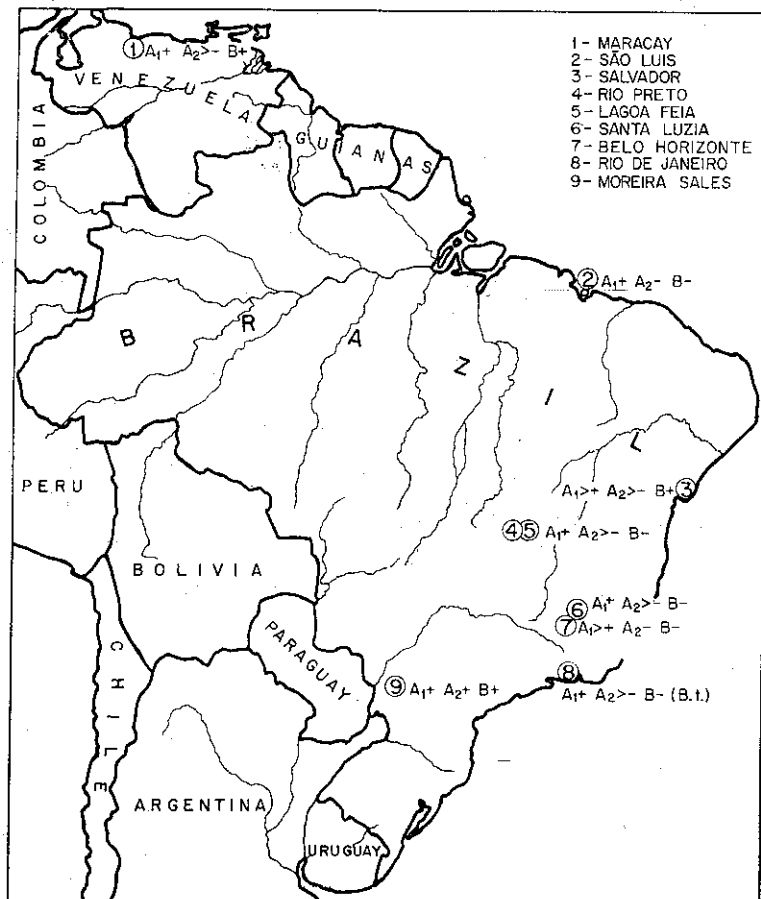 ① A₁+ A₂>- B+
1 - MARACAY
2 - SÃO LUIS
3 - SALVADOR
4 - RIO PRETO
5 - LAGOA FEIA
6 - SANTA LUZIA
7 - BELO HORIZONTE
8 - RIO DE JANEIRO
9 - MOREIRA SALES
VENEZUELA
COLOMBIA
GUIANAS
② A₁+ A₂- B-
BRAZIL
PERU
A₁>+ A₂>- B+ ③
④⑤ A₁+ A₂>- B-
BOLIVIA
⑥ A₁+ A₂>- B-
⑦ A₁>+ A₂- B-
PARAGUAY
CHILE
⑧
⑨ A₁+ A₂+ B+
A₁+ A₂>- B- (B.t.)
ARGENTINA
URUGUAY